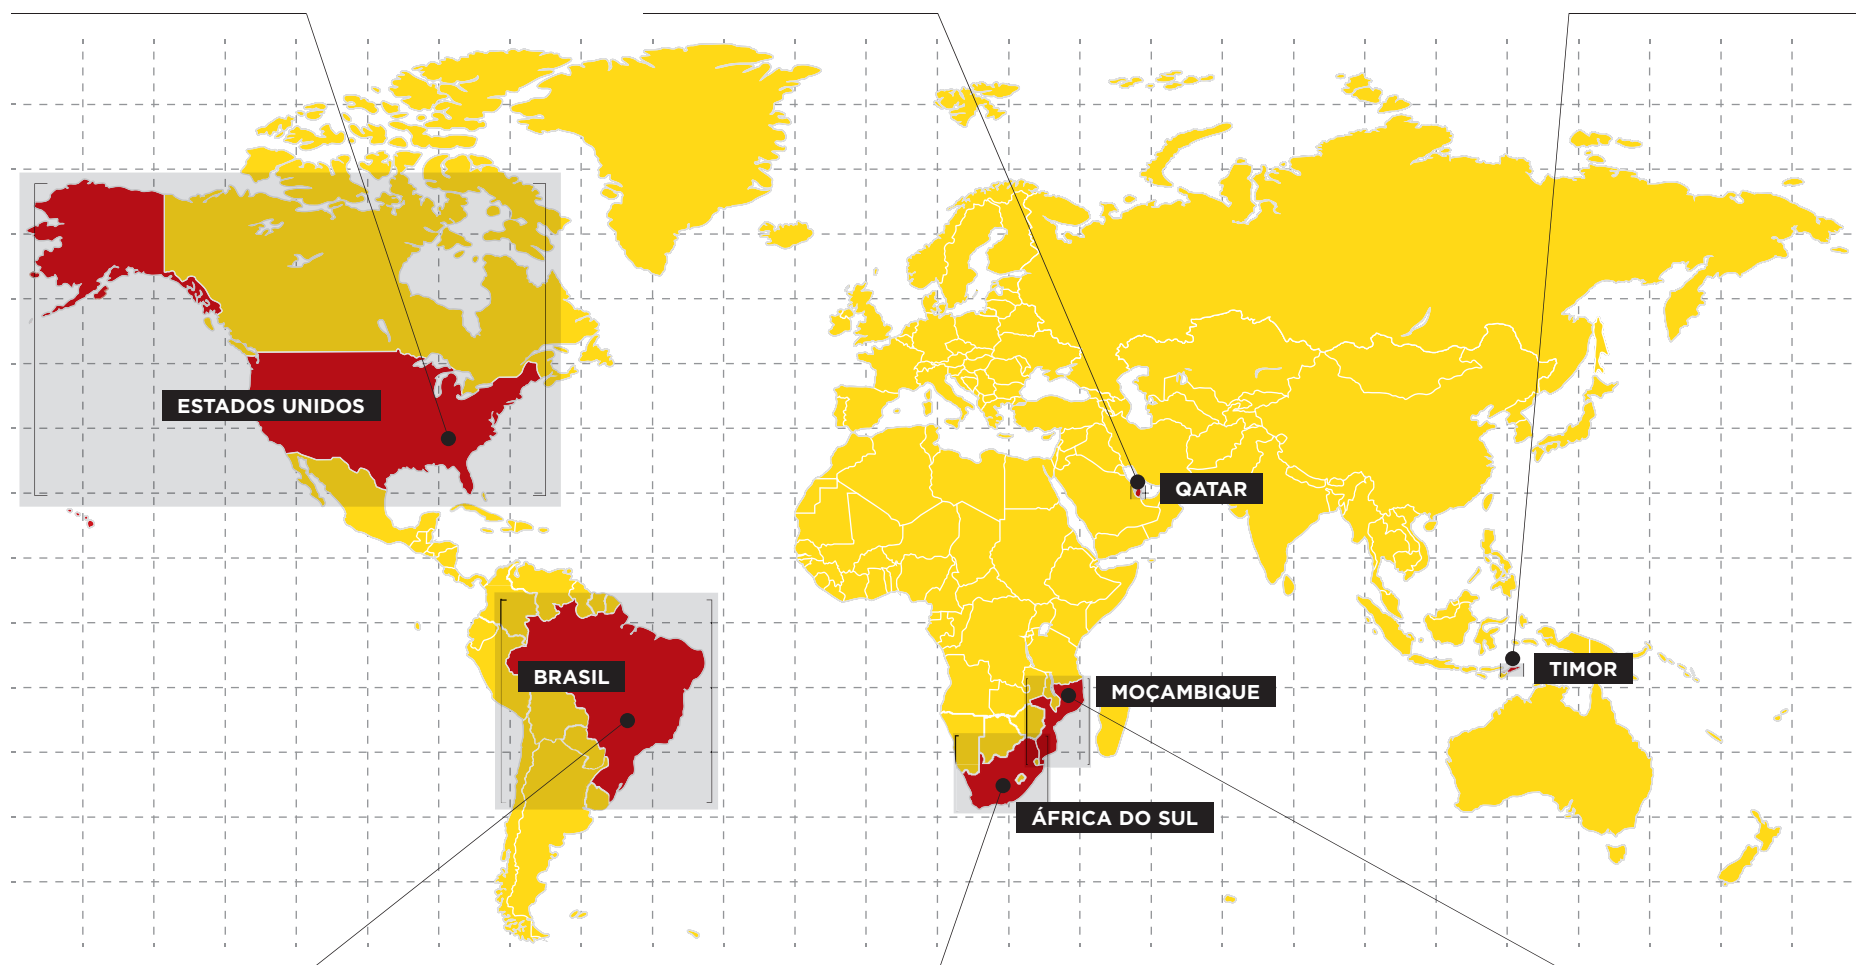 ESTADOS UNIDOS
QATAR
TIMOR
BRASIL
MOÇAMBIQUE
ÁFRICA DO SUL